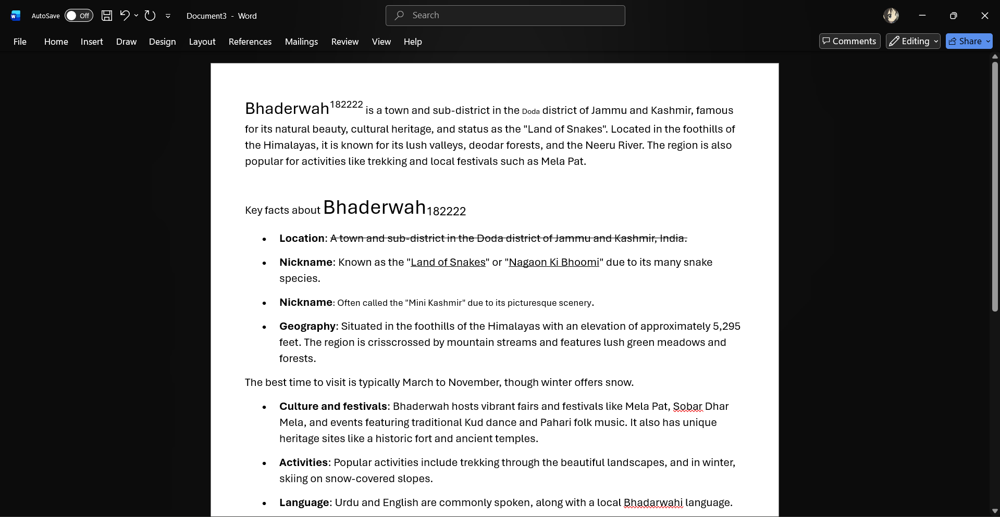 AutoSave Off Document3 - Word Search
File Home Insert Draw Design Layout References Mailings Review View Help Comments Editing Share
Bhaderwah182222 is a town and sub-district in the Doda district of Jammu and Kashmir, famous
for its natural beauty, cultural heritage, and status as the "Land of Snakes". Located in the foothills of
the Himalayas, it is known for its lush valleys, deodar forests, and the Neeru River. The region is also
popular for activities like trekking and local festivals such as Mela Pat.
Key facts about Bhaderwah182222
• Location: A town and sub-district in the Doda district of Jammu and Kashmir, India.
• Nickname: Known as the "Land of Snakes" or "Nagaon Ki Bhoomi" due to its many snake
species.
• Nickname: Often called the "Mini Kashmir" due to its picturesque scenery.
• Geography: Situated in the foothills of the Himalayas with an elevation of approximately 5,295
feet. The region is crisscrossed by mountain streams and features lush green meadows and
forests.
The best time to visit is typically March to November, though winter offers snow.
• Culture and festivals: Bhaderwah hosts vibrant fairs and festivals like Mela Pat, Sobar Dhar
Mela, and events featuring traditional Kud dance and Pahari folk music. It also has unique
heritage sites like a historic fort and ancient temples.
• Activities: Popular activities include trekking through the beautiful landscapes, and in winter,
skiing on snow-covered slopes.
• Language: Urdu and English are commonly spoken, along with a local Bhadarwahi language.